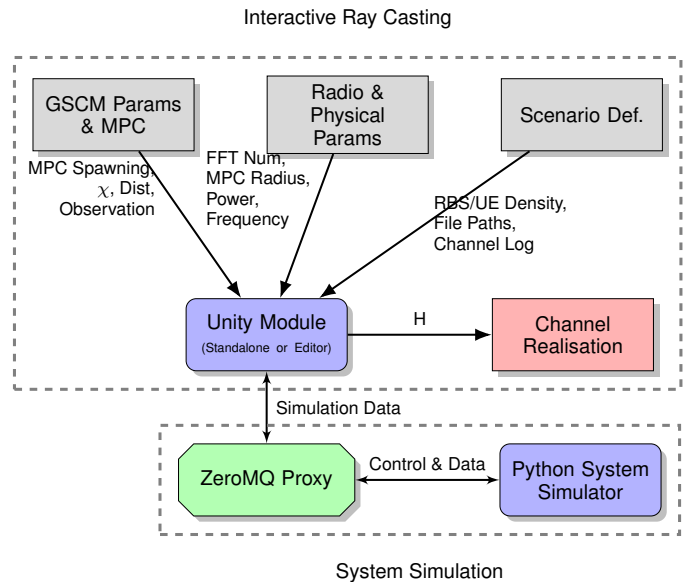 Interactive Ray Casting
GSCM Params
& MPC
Radio &
Physical
Params
Scenario Def.
MPC Spawning,
χ, Dist,
Observation
FFT Num,
MPC Radius,
Power,
Frequency
RBS/UE Density,
File Paths,
Channel Log
Unity Module
(Standalone or Editor)
H
Channel
Realisation
Simulation Data
ZeroMQ Proxy
Control & Data
Python System
Simulator
System Simulation